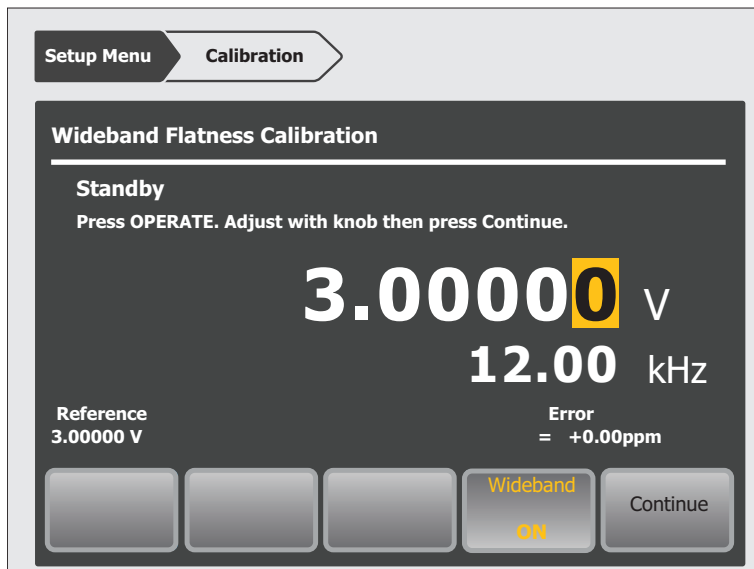 Setup Menu Calibration
Wideband Flatness Calibration
Standby
Press OPERATE. Adjust with knob then press Continue.
3.00000 V
12.00 kHz
Reference Error
3.00000 V = +0.00ppm
Wideband
ON
Continue